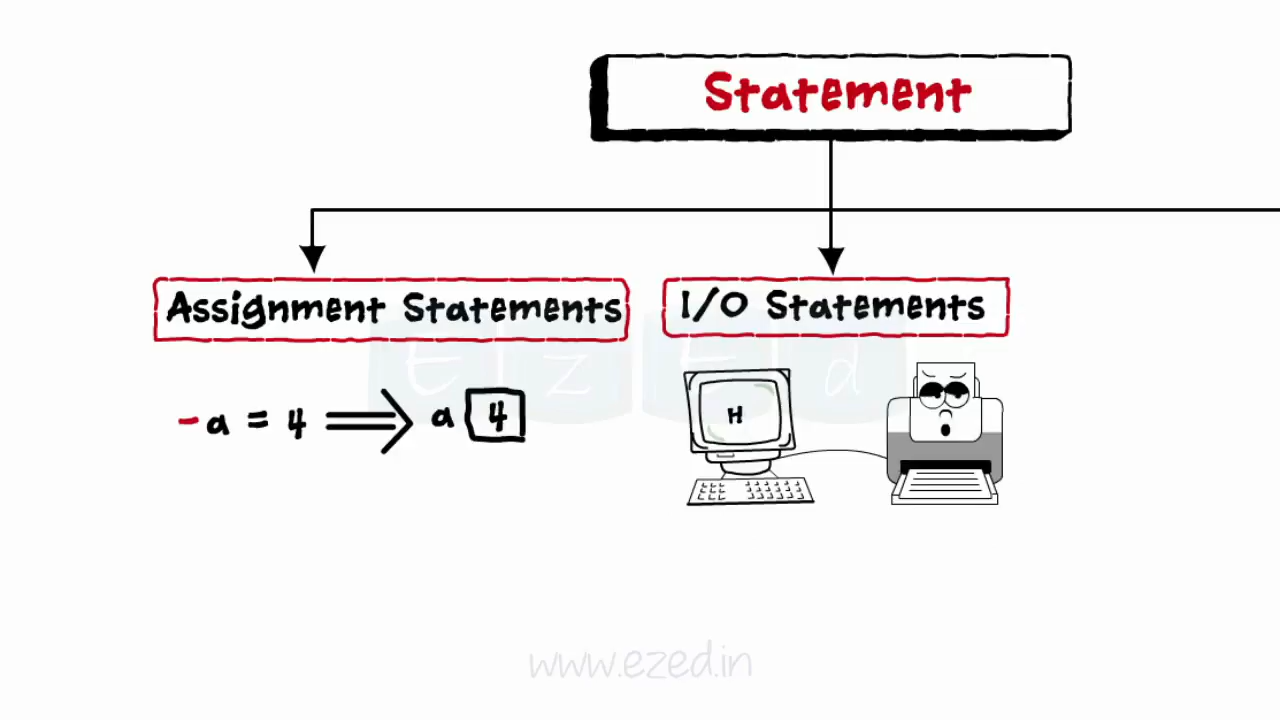 Statement
Assignment Statements
I/O Statements
- a = 4 ⟹ a 4
H
E z E d
www.ezed.in